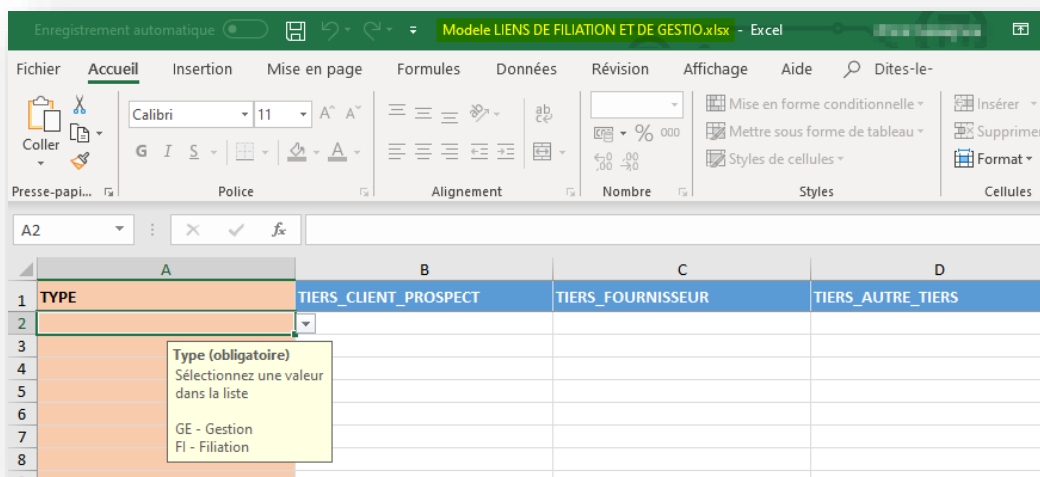 Enregistrement automatique
Modele LIENS DE FILIATION ET DE GESTIO.xlsx - Excel
Fichier Accueil Insertion Mise en page Formules Données Révision Affichage Aide Dites-le-
Coller
Calibri 11
G I S
ab
% 000
Mise en forme conditionnelle
Mettre sous forme de tableau
Styles de cellules
Insérer
Supprimer
Format
Presse-papi... Police Alignement Nombre Styles Cellules
A2 fx
A B C D
1 TYPE TIERS_CLIENT_PROSPECT TIERS_FOURNISSEUR TIERS_AUTRE_TIERS
2
3
4
5
6
7
8
Type (obligatoire)
Sélectionnez une valeur
dans la liste
GE - Gestion
FI - Filiation